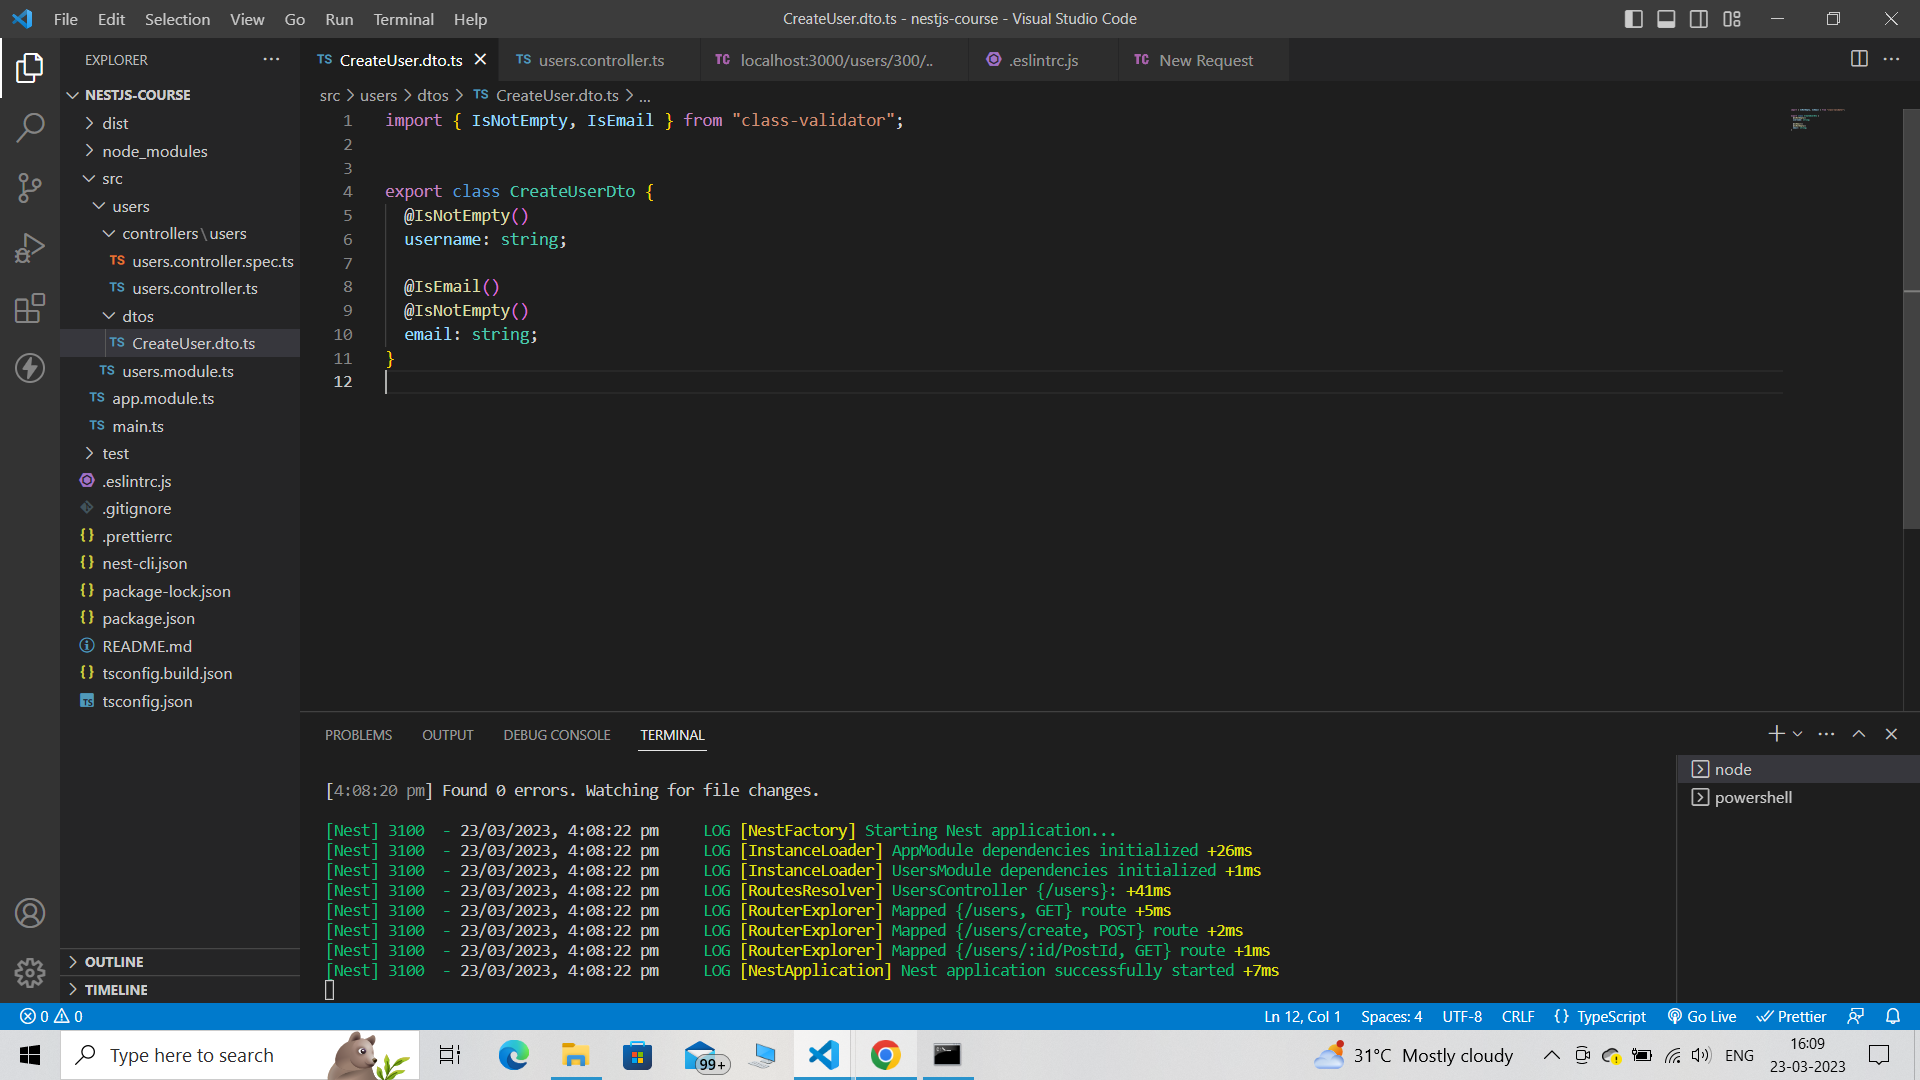 File Edit Selection View Go Run Terminal Help
CreateUser.dto.ts - nestjs-course - Visual Studio Code
EXPLORER
NESTJS-COURSE
dist
node_modules
src
users
controllers\users
TS users.controller.spec.ts
TS users.controller.ts
dtos
TS CreateUser.dto.ts
TS users.module.ts
TS app.module.ts
TS main.ts
test
.eslintrc.js
.gitignore
{} .prettierrc
{} nest-cli.json
{} package-lock.json
{} package.json
README.md
{} tsconfig.build.json
TS tsconfig.json
OUTLINE
TIMELINE
TS CreateUser.dto.ts
TS users.controller.ts
TC localhost:3000/users/300/..
.eslintrc.js
TC New Request
src > users > dtos > TS CreateUser.dto.ts > ...
1 import { IsNotEmpty, IsEmail } from "class-validator";
2
3
4 export class CreateUserDto {
5 @IsNotEmpty()
6 username: string;
7
8 @IsEmail()
9 @IsNotEmpty()
10 email: string;
11 }
12
PROBLEMS OUTPUT DEBUG CONSOLE TERMINAL
[4:08:20 pm] Found 0 errors. Watching for file changes.
[Nest] 3100 - 23/03/2023, 4:08:22 pm LOG [NestFactory] Starting Nest application...
[Nest] 3100 - 23/03/2023, 4:08:22 pm LOG [InstanceLoader] AppModule dependencies initialized +26ms
[Nest] 3100 - 23/03/2023, 4:08:22 pm LOG [InstanceLoader] UsersModule dependencies initialized +1ms
[Nest] 3100 - 23/03/2023, 4:08:22 pm LOG [RoutesResolver] UsersController {/users}: +41ms
[Nest] 3100 - 23/03/2023, 4:08:22 pm LOG [RouterExplorer] Mapped {/users, GET} route +5ms
[Nest] 3100 - 23/03/2023, 4:08:22 pm LOG [RouterExplorer] Mapped {/users/create, POST} route +2ms
[Nest] 3100 - 23/03/2023, 4:08:22 pm LOG [RouterExplorer] Mapped {/users/:id/PostId, GET} route +1ms
[Nest] 3100 - 23/03/2023, 4:08:22 pm LOG [NestApplication] Nest application successfully started +7ms
node
powershell
0 0
Ln 12, Col 1 Spaces: 4 UTF-8 CRLF {} TypeScript Go Live Prettier
Type here to search
99+
31°C Mostly cloudy
ENG
16:09
23-03-2023